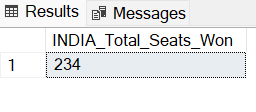 Results Messages
INDIA_Total_Seats_Won
1 234